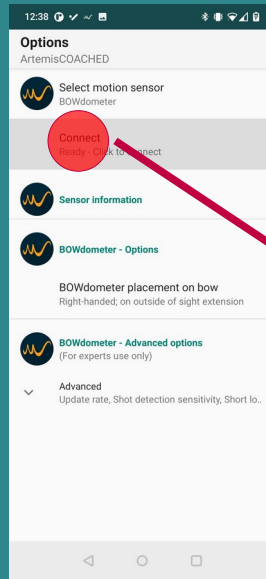 12:38
Options
ArtemisCOACHED
Select motion sensor
BOWdometer
Connect
Ready - Click to connect
Sensor information
BOWdometer - Options
BOWdometer placement on bow
Right-handed; on outside of sight extension
BOWdometer - Advanced options
(For experts use only)
Advanced
Update rate, Shot detection sensitivity, Short lo..